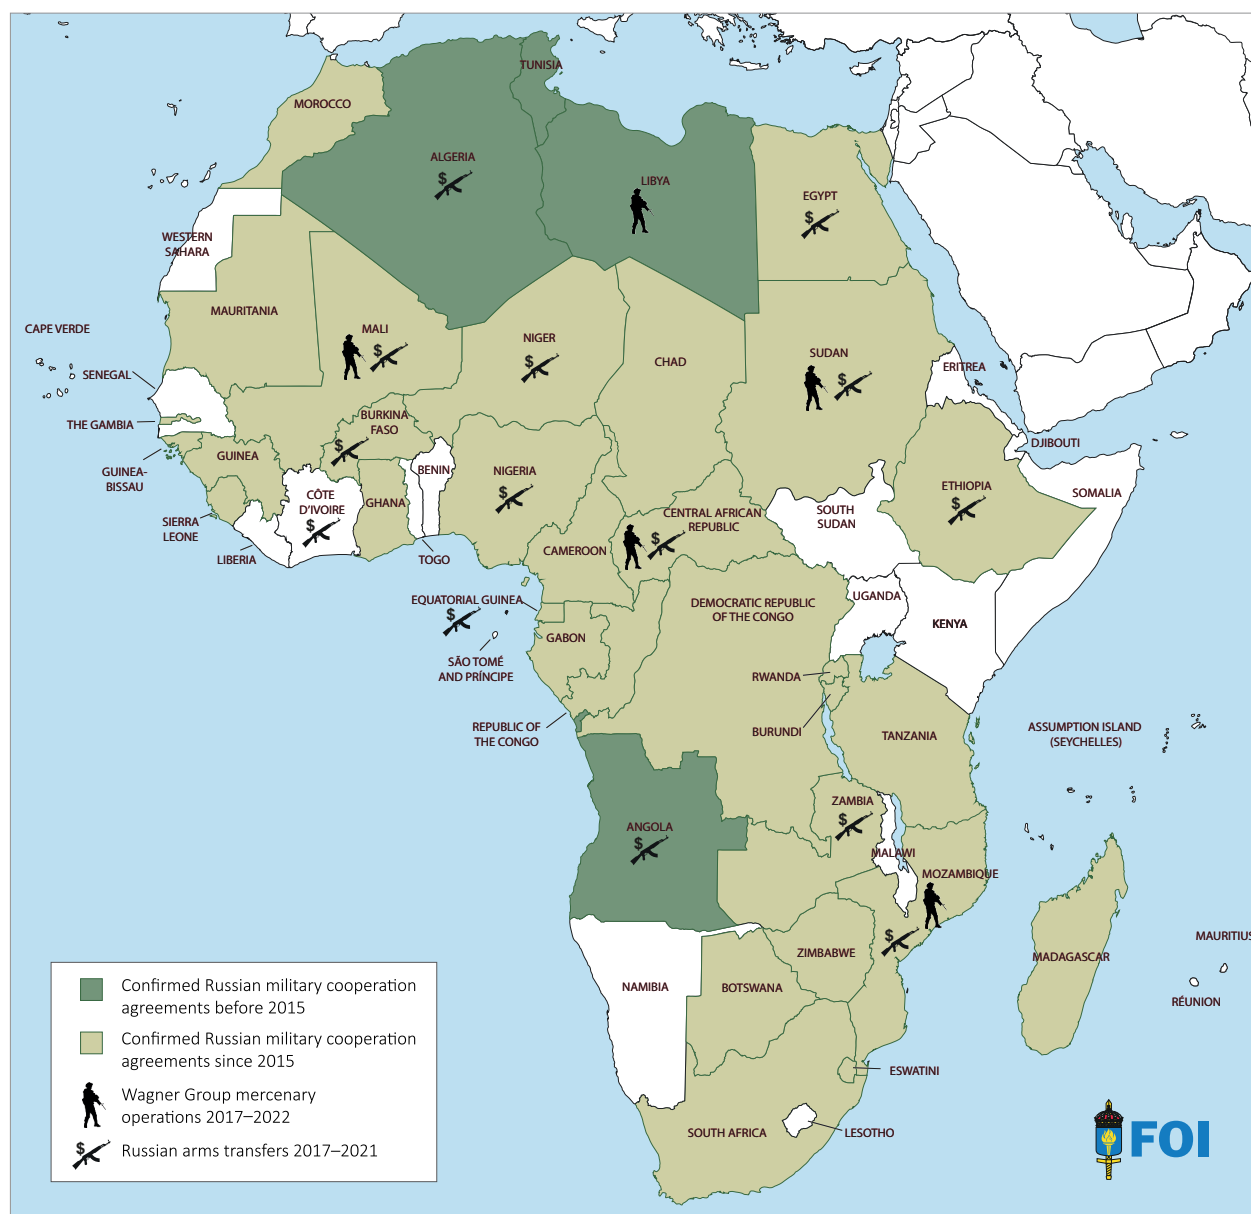 TUNISIA
MOROCCO
ALGERIA
LIBYA
EGYPT
WESTERN
SAHARA
MAURITANIA
CAPE VERDE
MALI
NIGER
CHAD
SUDAN
ERITREA
SENEGAL
THE GAMBIA
BURKINA
FASO
DJIBOUTI
GUINEA
GUINEA-
BISSAU
BENIN
NIGERIA
ETHIOPIA
SOMALIA
CÔTE
D'IVOIRE
GHANA
CENTRAL AFRICAN
REPUBLIC
SOUTH
SUDAN
SIERRA
LEONE
LIBERIA
TOGO
CAMEROON
EQUATORIAL GUINEA
DEMOCRATIC REPUBLIC
OF THE CONGO
UGANDA
KENYA
GABON
SÃO TOMÉ
AND PRÍNCIPE
RWANDA
REPUBLIC OF
THE CONGO
BURUNDI
TANZANIA
ASSUMPTION ISLAND
(SEYCHELLES)
ZAMBIA
ANGOLA
MALAWI
MOZAMBIQUE
MAURITIUS
ZIMBABWE
MADAGASCAR
NAMIBIA
BOTSWANA
RÉUNION
ESWATINI
SOUTH AFRICA
LESOTHO
$
$
$
$
$
$
$
$
$
$
$
$
$
$
Confirmed Russian military cooperation
agreements before 2015
Confirmed Russian military cooperation
agreements since 2015
Wagner Group mercenary
operations 2017–2022
$
Russian arms transfers 2017–2021
FOI